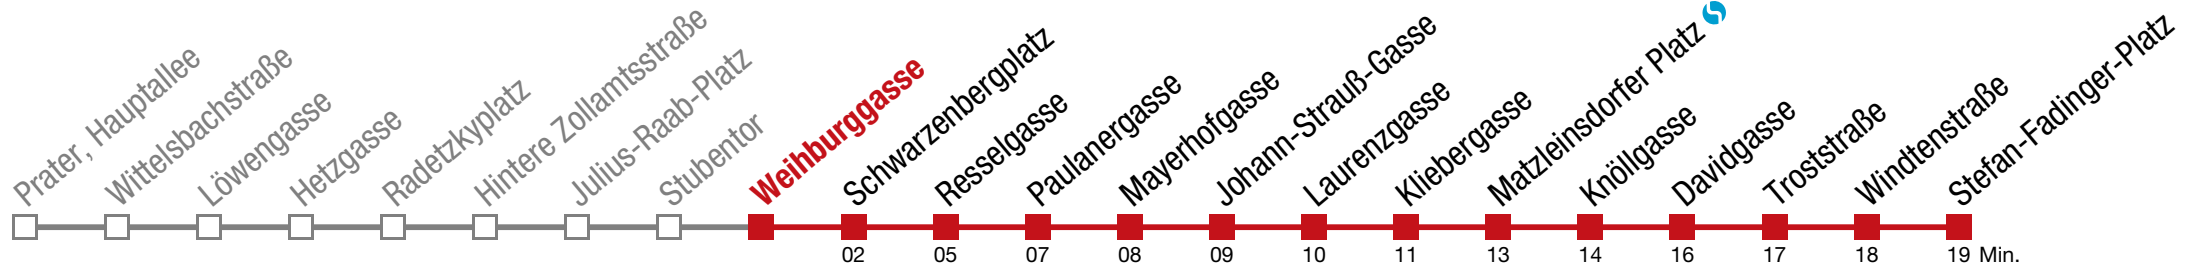 Prater, Hauptallee
Wittelsbachstraße
Löwengasse
Hetzgasse
Radetzkyplatz
Hintere Zollamtsstraße
Julius-Raab-Platz
Stubentor
Weihburggasse
Schwarzenbergplatz
Resselgasse
Paulanergasse
Mayerhofgasse
Johann-Strauß-Gasse
Laurenzgasse
Kliebergasse
Matzleinsdorfer Platz
Knöllgasse
Davidgasse
Troststraße
Windtenstraße
Stefan-Fadinger-Platz
02 05 07 08 09 10 11 13 14 16 17 18 19 Min.